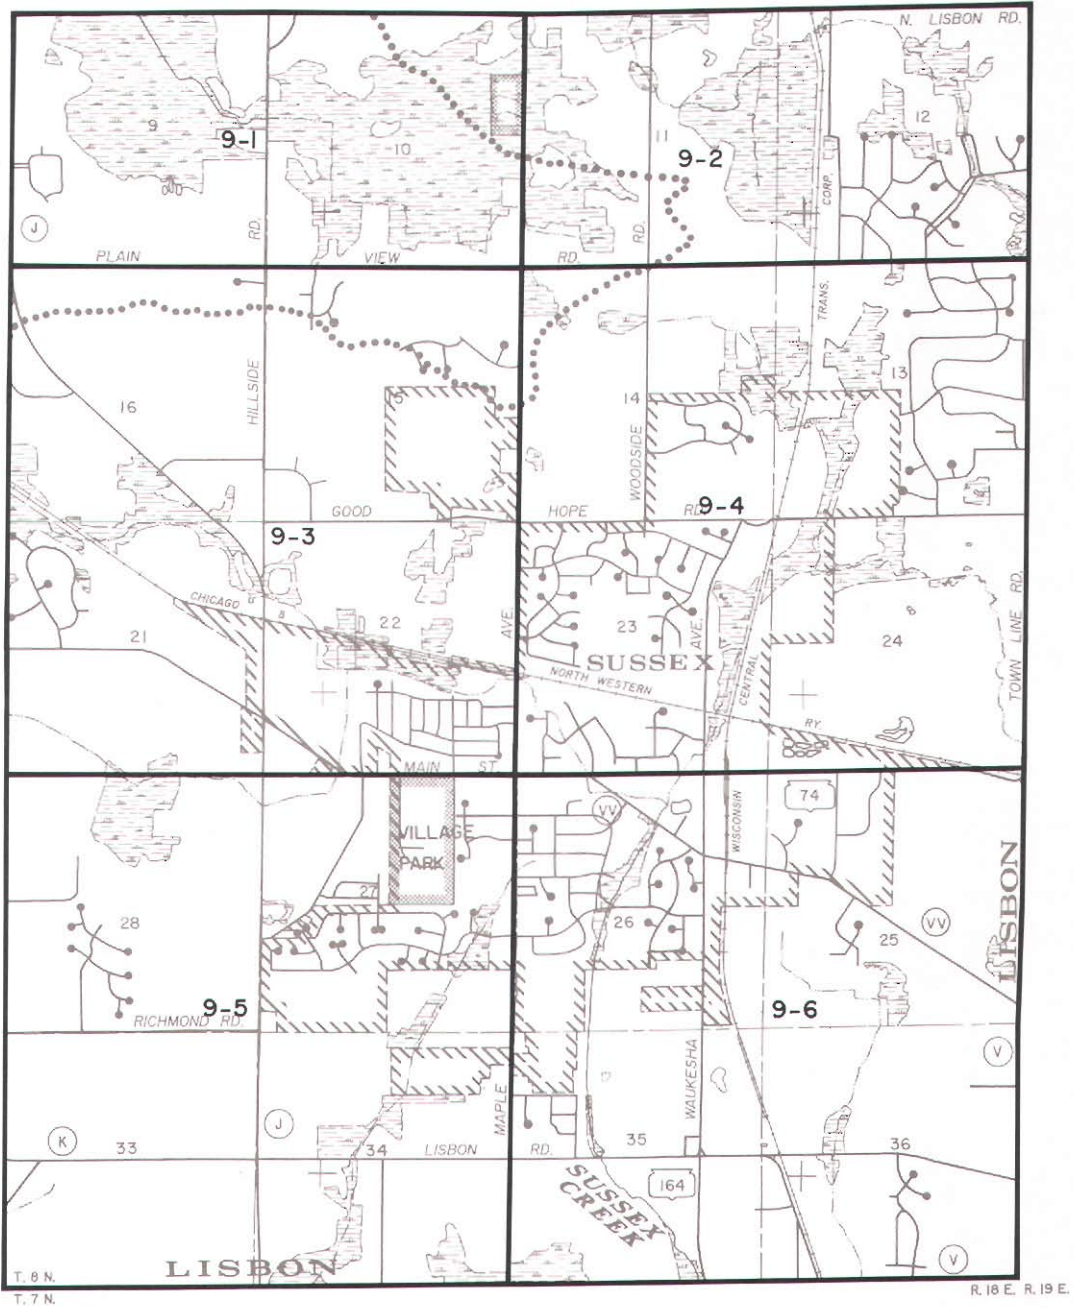 N. LISBON RD.
9
9-1
10
11
9-2
12
CORP.
J
RD.
RD.
PLAIN
VIEW
RD.
TRANS.
HILLSIDE
13
16
15
14
WOODSIDE
GOOD
HOPE
RD.
9-4
9-3
CHICAGO
8
22
AVE.
23
AVE.
24
TOWN LINE RD.
21
SUSSEX
NORTH WESTERN
CENTRAL
RY
MAIN
ST.
WISCONSIN
74
VV
VILLAGE
PARK
LISBON
27
28
26
25
VV
9-5
RICHMOND RD.
9-6
WAUKESHA
V
MAPLE
J
K
33
34
LISBON
RD.
35
36
SUSSEX
CREEK
164
LISBON
V
T. 8 N.
T. 7 N.
R. 18 E. R. 19 E.